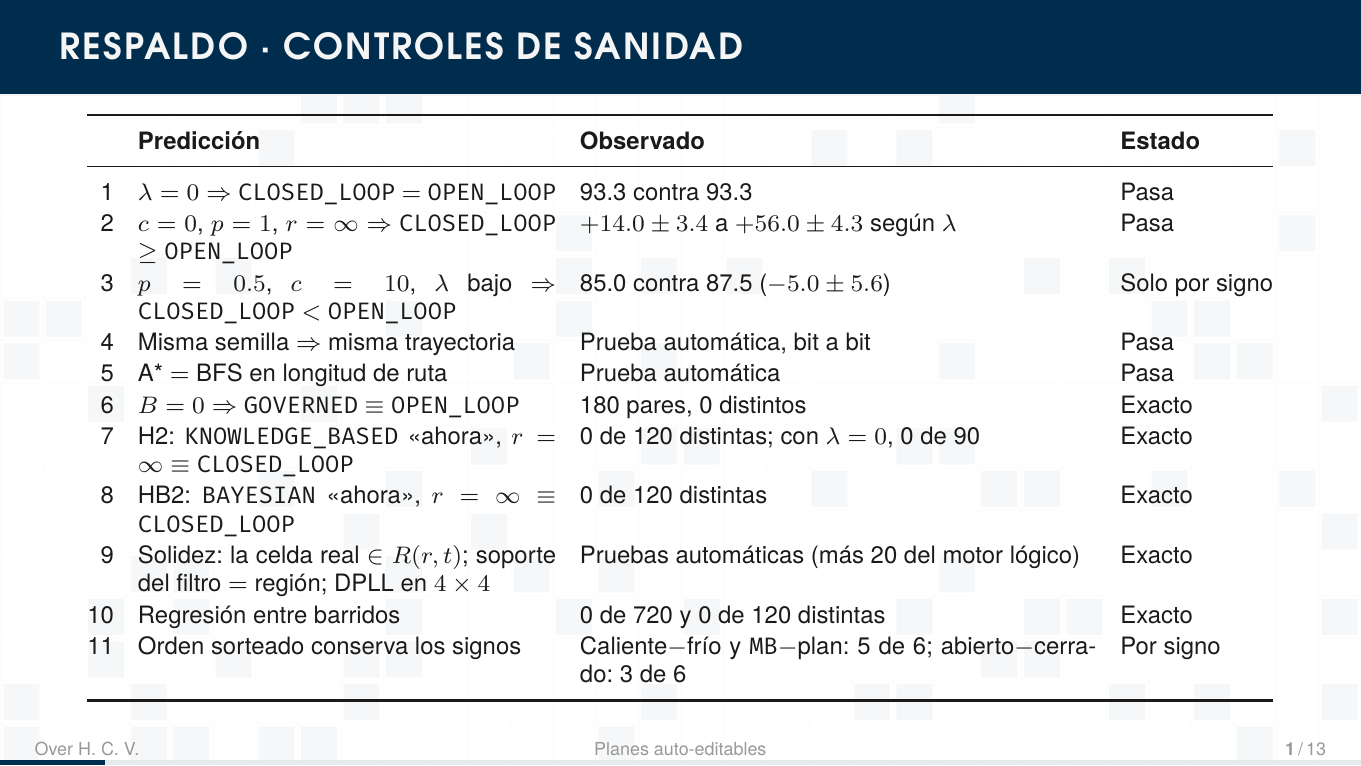 RESPALDO · CONTROLES DE SANIDAD
Predicción Observado Estado
1 λ = 0 ⇒ CLOSED_LOOP = OPEN_LOOP 93.3 contra 93.3 Pasa
2 c = 0, p = 1, r = ∞ ⇒ CLOSED_LOOP +14.0 ± 3.4 a +56.0 ± 4.3 según λ Pasa
≥ OPEN_LOOP
3 p = 0.5, c = 10, λ bajo ⇒ 85.0 contra 87.5 (−5.0 ± 5.6) Solo por signo
CLOSED_LOOP < OPEN_LOOP
4 Misma semilla ⇒ misma trayectoria Prueba automática, bit a bit Pasa
5 A* = BFS en longitud de ruta Prueba automática Pasa
6 B = 0 ⇒ GOVERNED ≡ OPEN_LOOP 180 pares, 0 distintos Exacto
7 H2: KNOWLEDGE_BASED «ahora», r = 0 de 120 distintas; con λ = 0, 0 de 90 Exacto
∞ ≡ CLOSED_LOOP
8 HB2: BAYESIAN «ahora», r = ∞ ≡ 0 de 120 distintas Exacto
CLOSED_LOOP
9 Solidez: la celda real ∈ R(r, t); soporte Pruebas automáticas (más 20 del motor lógico) Exacto
del filtro = región; DPLL en 4 × 4
10 Regresión entre barridos 0 de 720 y 0 de 120 distintas Exacto
11 Orden sorteado conserva los signos Caliente−frío y MB−plan: 5 de 6; abierto−cerra- Por signo
do: 3 de 6
Over H. C. V. Planes auto-editables 1 / 13